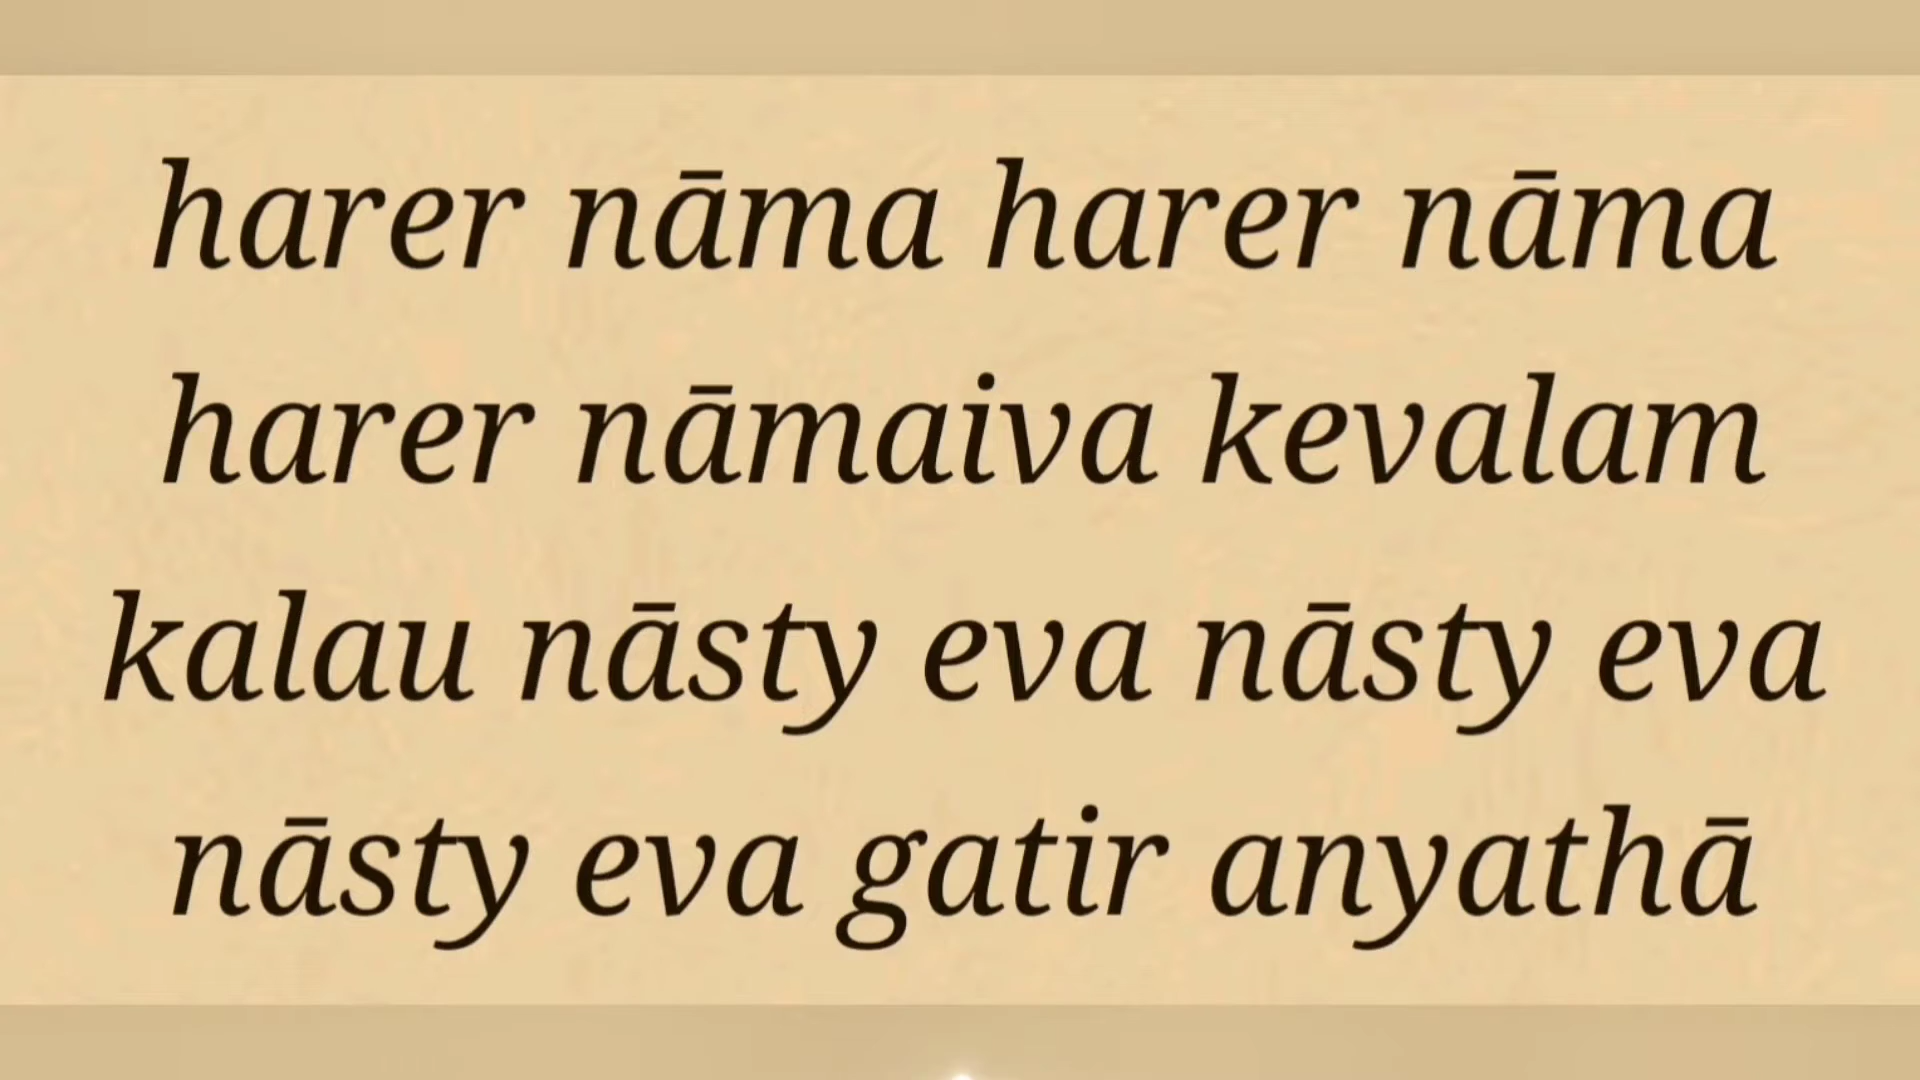 harer nāma harer nāma
harer nāmaiva kevalam
kalau nāsty eva nāsty eva
nāsty eva gatir anyathā